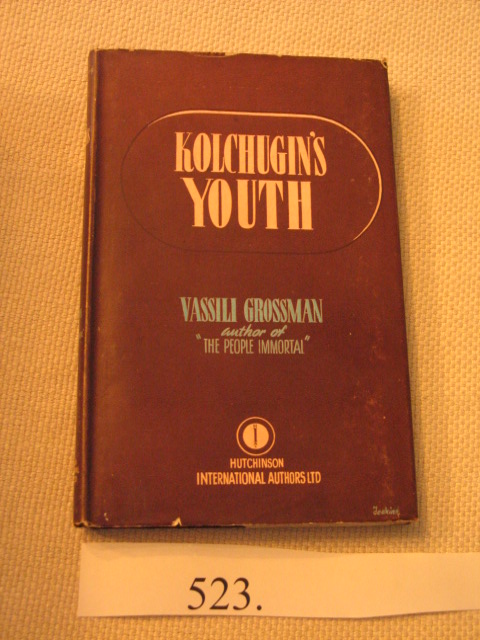 KOLCHUGIN'S
YOUTH
VASSILI GROSSMAN
author of
"THE PEOPLE IMMORTAL"
HUTCHINSON
INTERNATIONAL AUTHORS LTD
523.